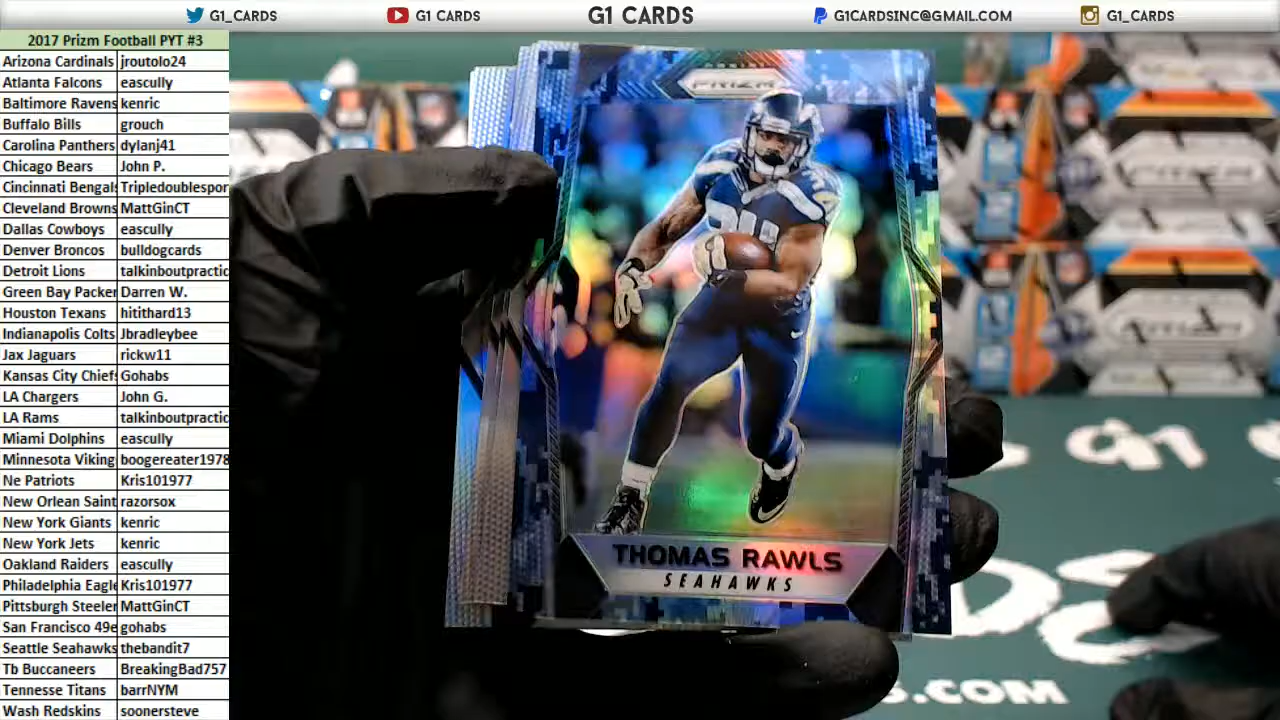 G1_CARDS
G1 CARDS
G1 CARDS
G1CARDSINC@GMAIL.COM
G1_CARDS
2017 Prizm Football PYT #3
Arizona Cardinals jroutolo24
Atlanta Falcons eascully
Baltimore Ravens kenric
Buffalo Bills grouch
Carolina Panthers dylanj41
Chicago Bears John P.
Cincinnati Bengals Tripledoublespor
Cleveland Browns MattGinCT
Dallas Cowboys eascully
Denver Broncos bulldogcards
Detroit Lions talkinboutpractic
Green Bay Packer Darren W.
Houston Texans hitithard13
Indianapolis Colts Jbradleybee
Jax Jaguars rickw11
Kansas City Chiefs Gohabs
LA Chargers John G.
LA Rams talkinboutpractic
Miami Dolphins eascully
Minnesota Viking boogereater1978
Ne Patriots Kris101977
New Orlean Saint razorsox
New York Giants kenric
New York Jets kenric
Oakland Raiders eascully
Philadelphia Eagle Kris101977
Pittsburgh Steeler MattGinCT
San Francisco 49e gohabs
Seattle Seahawks thebandit7
Tb Buccaneers BreakingBad757
Tennesse Titans barrNYM
Wash Redskins soonersteve
PRIZM
THOMAS RAWLS
SEAHAWKS
PRIZM
PRIZM
S.COM